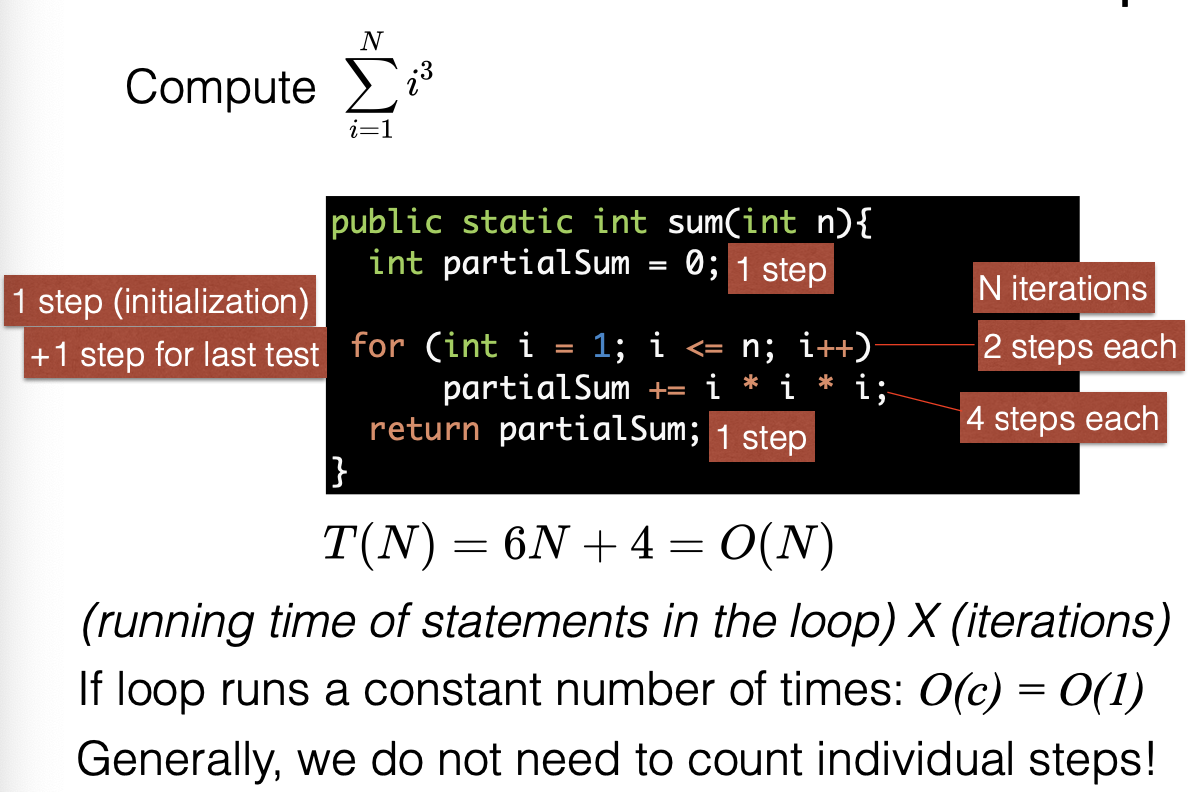 Compute \sum_{i=1}^{N} i^3
public static int sum(int n){
int partialSum = 0; 1 step
1 step (initialization)
N iterations
+1 step for last test
for (int i = 1; i <= n; i++)
2 steps each
partialSum += i * i * i;
4 steps each
return partialSum; 1 step
}
T(N) = 6N + 4 = O(N)
(running time of statements in the loop) X (iterations)
If loop runs a constant number of times: O(c) = O(1)
Generally, we do not need to count individual steps!